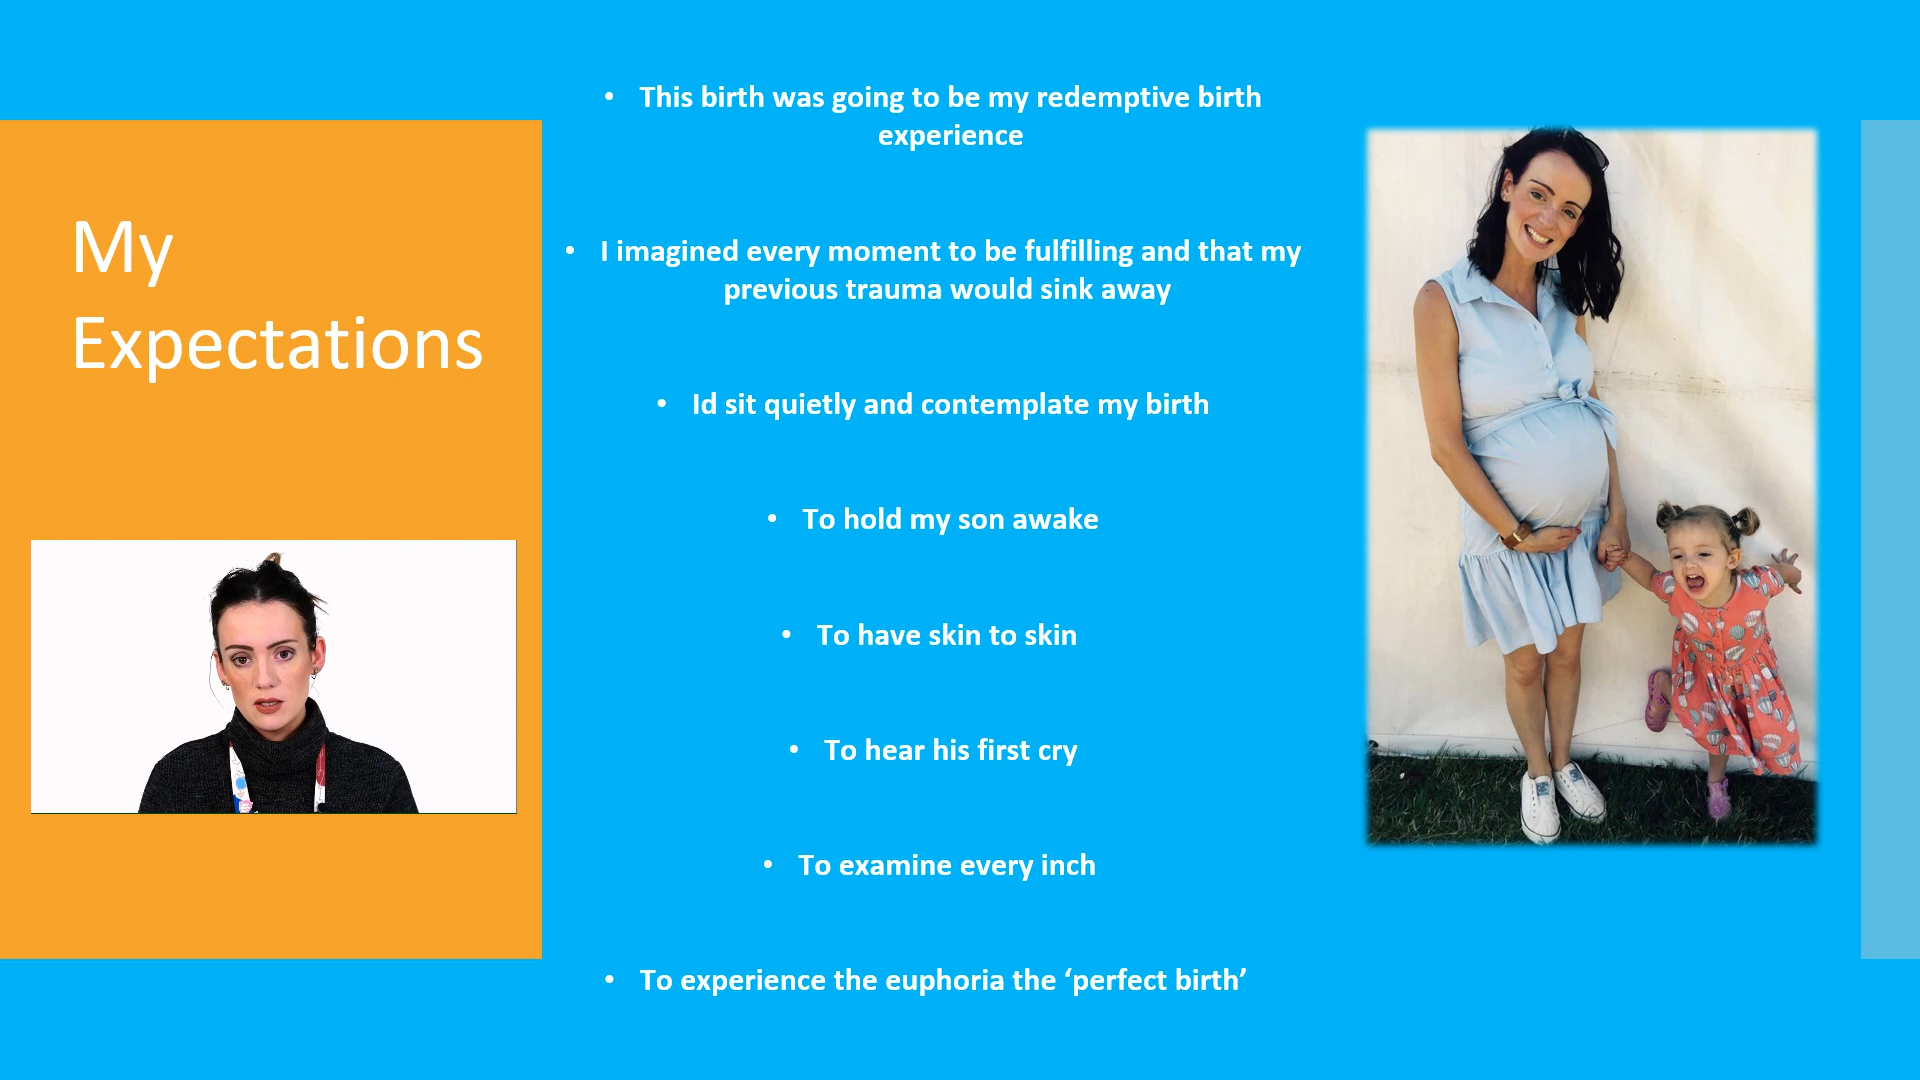 My
Expectations
• This birth was going to be my redemptive birth
experience
• I imagined every moment to be fulfilling and that my
previous trauma would sink away
• Id sit quietly and contemplate my birth
• To hold my son awake
• To have skin to skin
• To hear his first cry
• To examine every inch
• To experience the euphoria the ‘perfect birth’